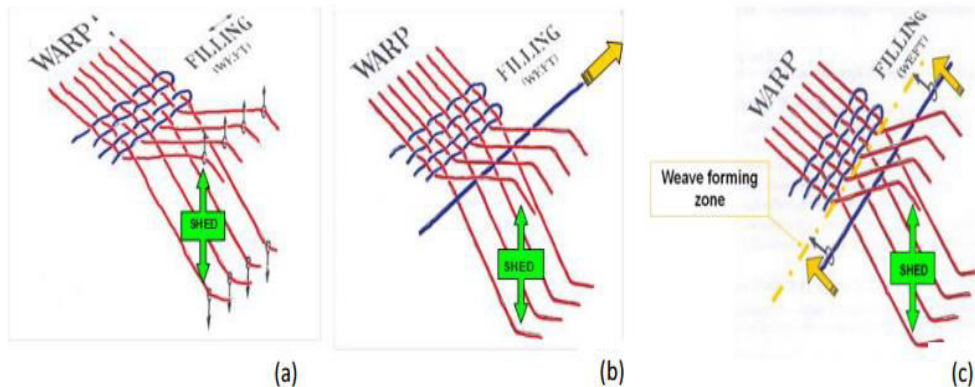 WARP
FILLING
(WEFT)
SHED
(a)
WARP
FILLING
(WEFT)
SHED
(b)
WARP
FILLING
(WEFT)
Weave forming
zone
SHED
(c)